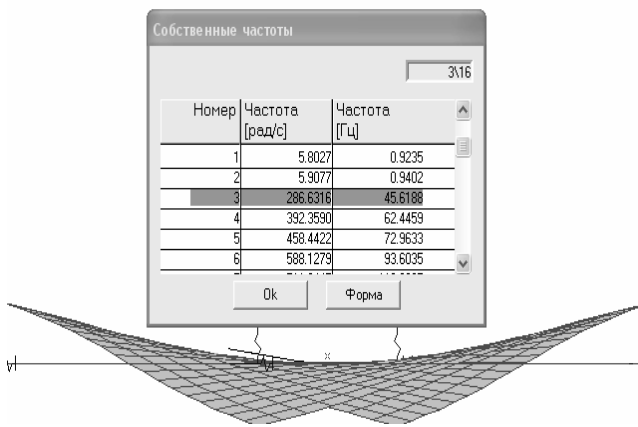 Собственные частоты
3\16
Номер Частота [рад/с] Частота [Гц]
1 5.8027 0.9235
2 5.9077 0.9402
3 286.6316 45.6188
4 392.3590 62.4459
5 458.4422 72.9633
6 588.1279 93.6035
Ok Форма
x